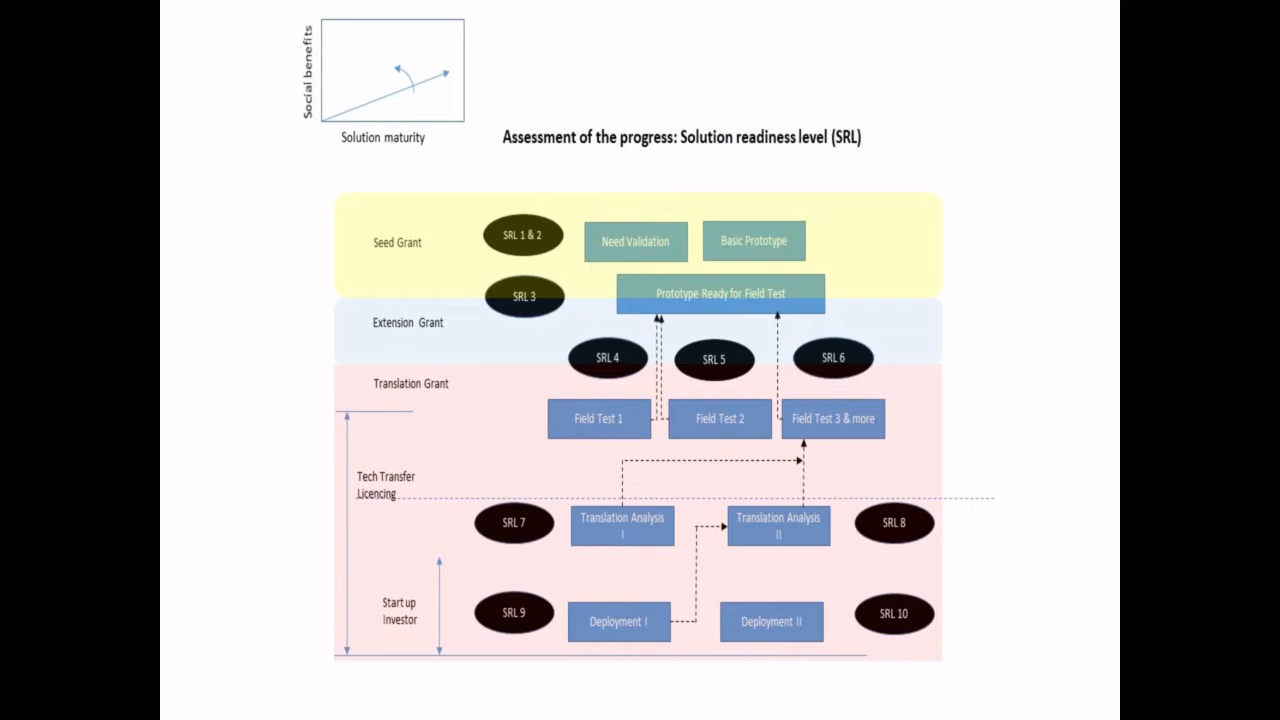 Social benefits
Solution maturity
Assessment of the progress: Solution readiness level (SRL)
Seed Grant
SRL 1 & 2
Need Validation
Basic Prototype
SRL 3
Prototype Ready for Field Test
Extension Grant
SRL 4
SRL 5
SRL 6
Translation Grant
Field Test 1
Field Test 2
Field Test 3 & more
Tech Transfer
Licencing
SRL 7
Translation Analysis
I
Translation Analysis
II
SRL 8
Start up
Investor
SRL 9
Deployment I
Deployment II
SRL 10